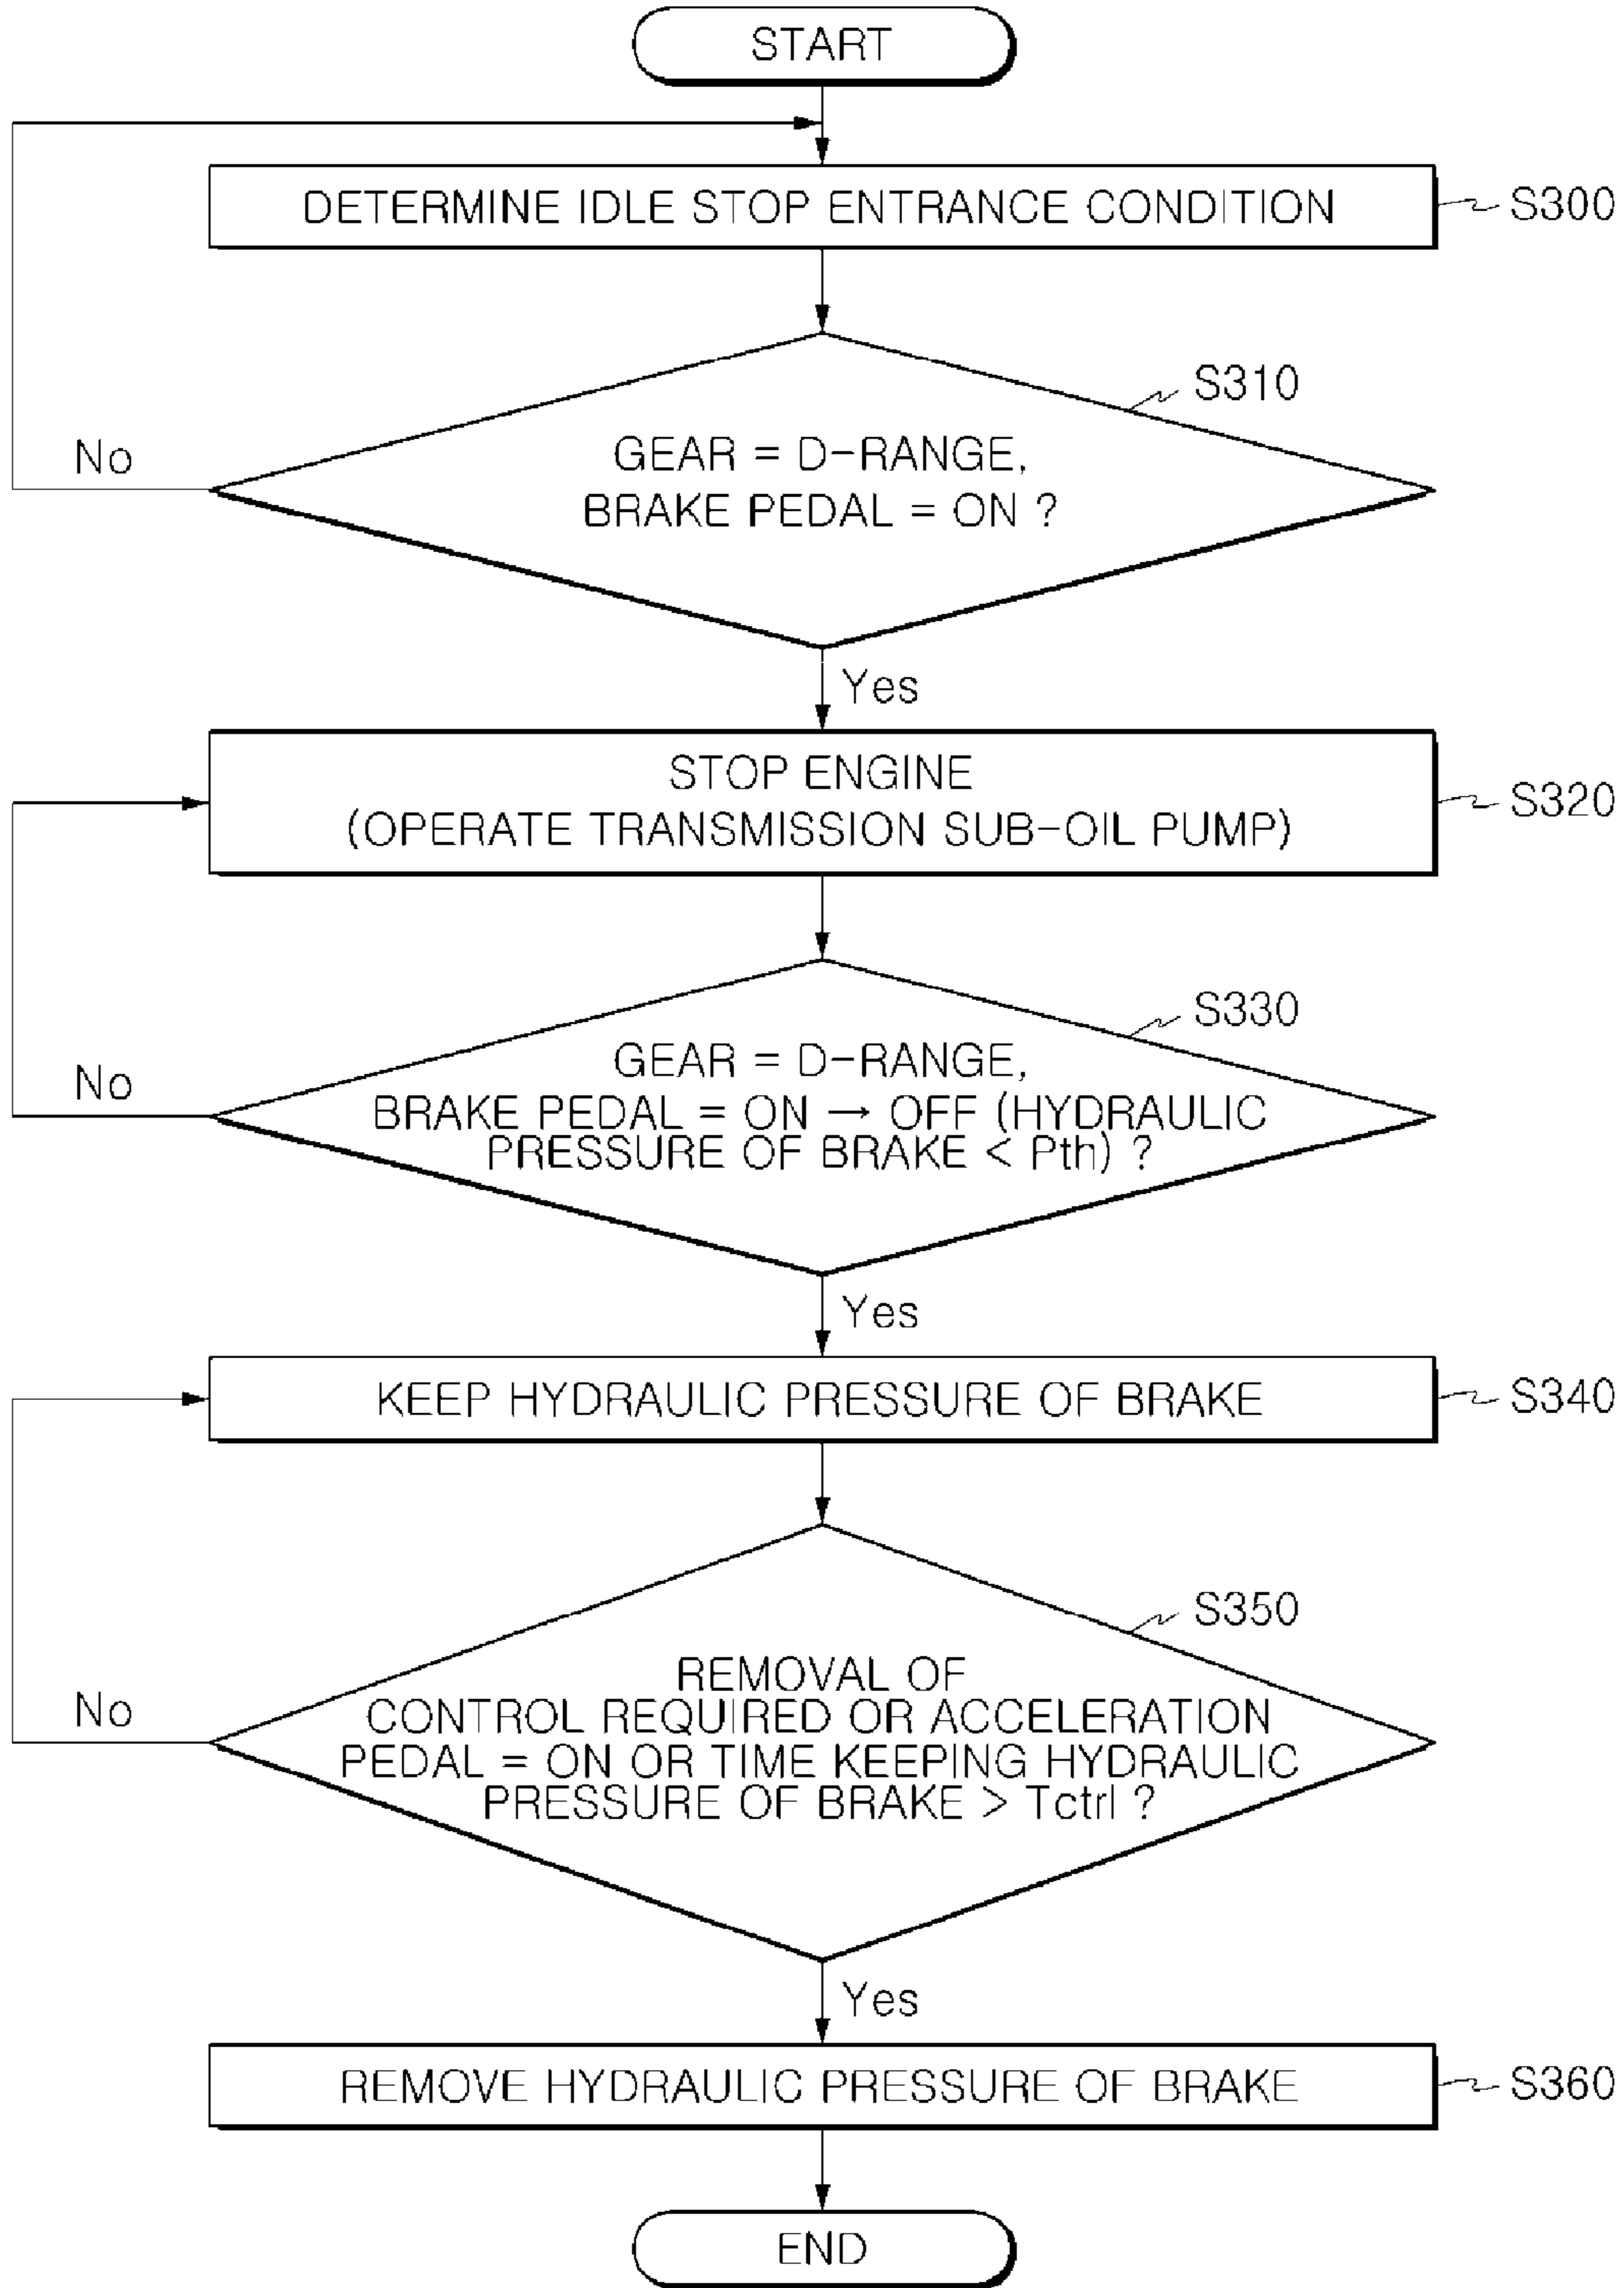 START
DETERMINE IDLE STOP ENTRANCE CONDITION
S300
S310
GEAR = D-RANGE,
BRAKE PEDAL = ON ?
No
Yes
STOP ENGINE
(OPERATE TRANSMISSION SUB-OIL PUMP)
S320
S330
GEAR = D-RANGE,
BRAKE PEDAL = ON → OFF (HYDRAULIC
PRESSURE OF BRAKE < Pth) ?
No
Yes
KEEP HYDRAULIC PRESSURE OF BRAKE
S340
S350
REMOVAL OF
CONTROL REQUIRED OR ACCELERATION
PEDAL = ON OR TIME KEEPING HYDRAULIC
PRESSURE OF BRAKE > Tctrl ?
No
Yes
REMOVE HYDRAULIC PRESSURE OF BRAKE
S360
END